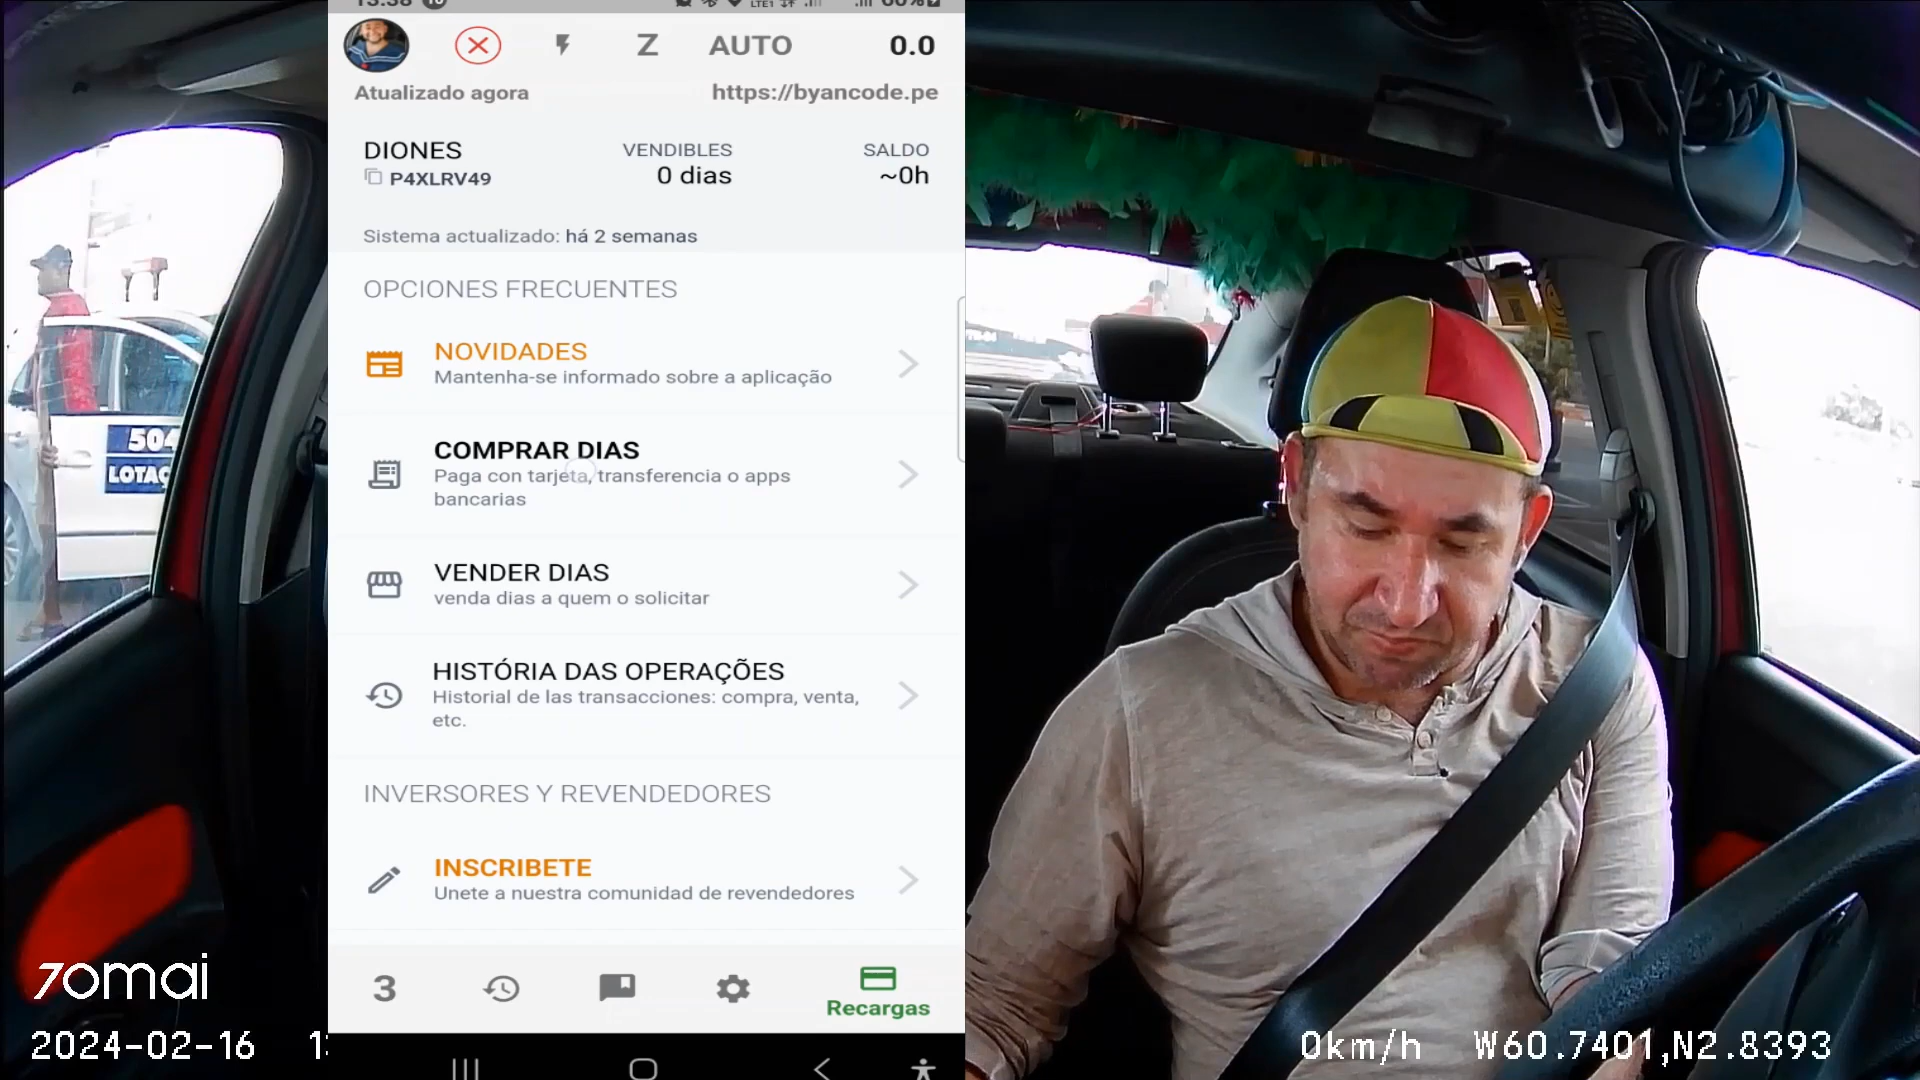 13:38
60%
Z
AUTO
0.0
Atualizado agora
https://byancode.pe
DIONES
VENDIBLES
SALDO
P4XLRV49
0 dias
~0h
Sistema actualizado: há 2 semanas
OPCIONES FRECUENTES
NOVIDADES
Mantenha-se informado sobre a aplicação
COMPRAR DIAS
Paga con tarjeta, transferencia o apps
bancarias
VENDER DIAS
venda dias a quem o solicitar
HISTÓRIA DAS OPERAÇÕES
Historial de las transacciones: compra, venta,
etc.
INVERSORES Y REVENDEDORES
INSCRIBETE
Unete a nuestra comunidad de revendedores
3
Recargas
504
LOTAÇ
70mai
2024-02-16
0km/h
W60.7401,N2.8393